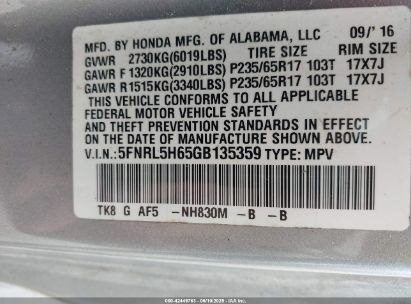 MFD. BY HONDA MFG. OF ALABAMA, LLC 09/'16
GVWR 2730KG(6019LBS) TIRE SIZE RIM SIZE
GAWR F 1320KG(2910LBS) P235/65R17 103T 17X7J
GAWR R1515KG(3340LBS) P235/65R17 103T 17X7J
THIS VEHICLE CONFORMS TO ALL APPLICABLE
FEDERAL MOTOR VEHICLE SAFETY
AND THEFT PREVENTION STANDARDS IN EFFECT
ON THE DATE OF MANUFACTURE SHOWN ABOVE.
V.I.N.: 5FNRL5H65GB135359 TYPE: MPV
TK8 G AF5 -NH830M -B -B